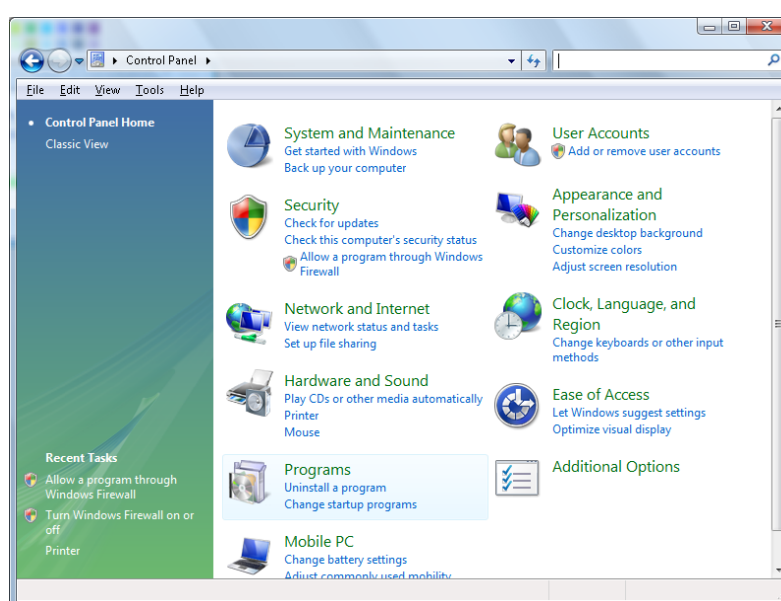 Control Panel
File Edit View Tools Help
Control Panel Home
Classic View
Recent Tasks
Allow a program through
Windows Firewall
Turn Windows Firewall on or
off
Printer
System and Maintenance
Get started with Windows
Back up your computer
Security
Check for updates
Check this computer's security status
Allow a program through Windows
Firewall
Network and Internet
View network status and tasks
Set up file sharing
Hardware and Sound
Play CDs or other media automatically
Printer
Mouse
Programs
Uninstall a program
Change startup programs
Mobile PC
Change battery settings
Adjust commonly used mobility
User Accounts
Add or remove user accounts
Appearance and
Personalization
Change desktop background
Customize colors
Adjust screen resolution
Clock, Language, and
Region
Change keyboards or other input
methods
Ease of Access
Let Windows suggest settings
Optimize visual display
Additional Options